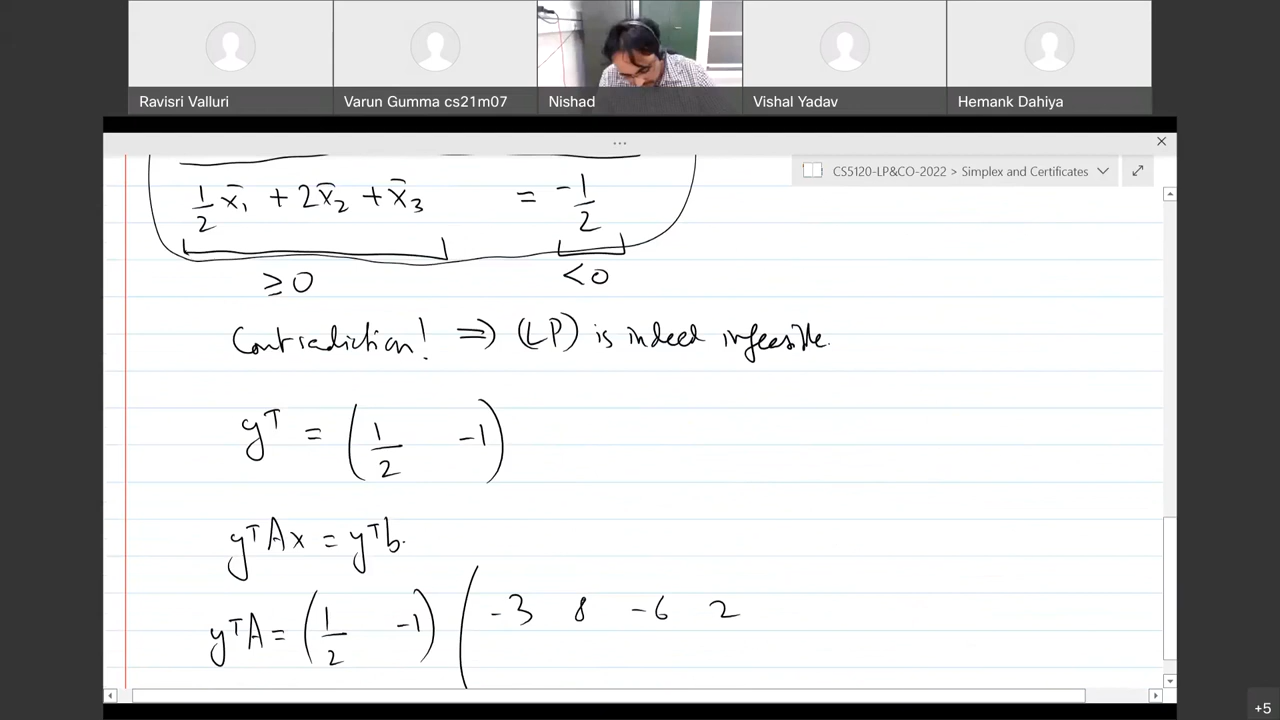 Ravisri Valluri
Varun Gumma cs21m07
Nishad
Vishal Yadav
Hemank Dahiya
CS5120-LP&CO-2022 > Simplex and Certificates
1/2 x̄₁ + 2x̄₂ + x̄₃ = -1/2
≥ 0 < 0
Contradiction! ⇒ (LP) is indeed infeasible.
yᵀ = (1/2 -1)
yᵀAx = yᵀb.
yᵀA = (1/2 -1) ( -3 8 -6 2
+5